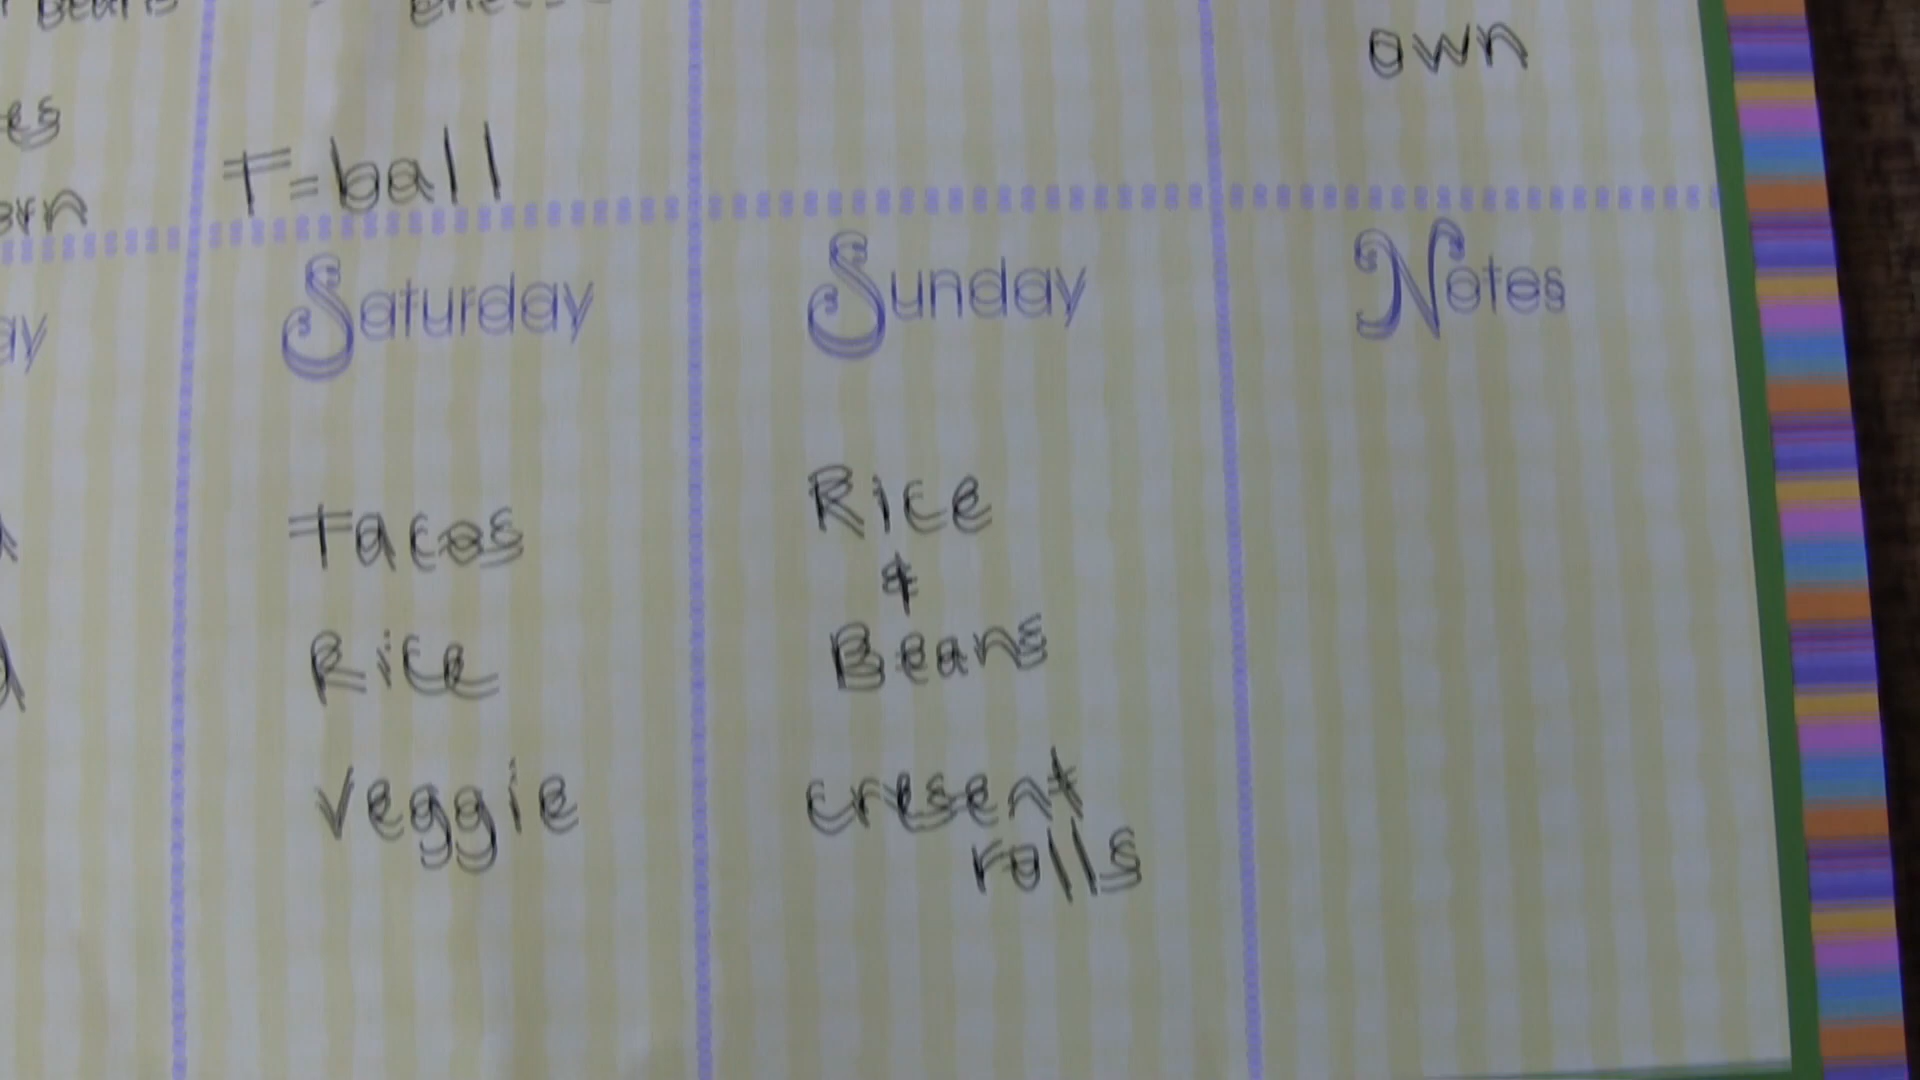 own
T-ball
Saturday
Tacos
Rice
Veggie
Sunday
Rice
&
Beans
cresent
rolls
Notes